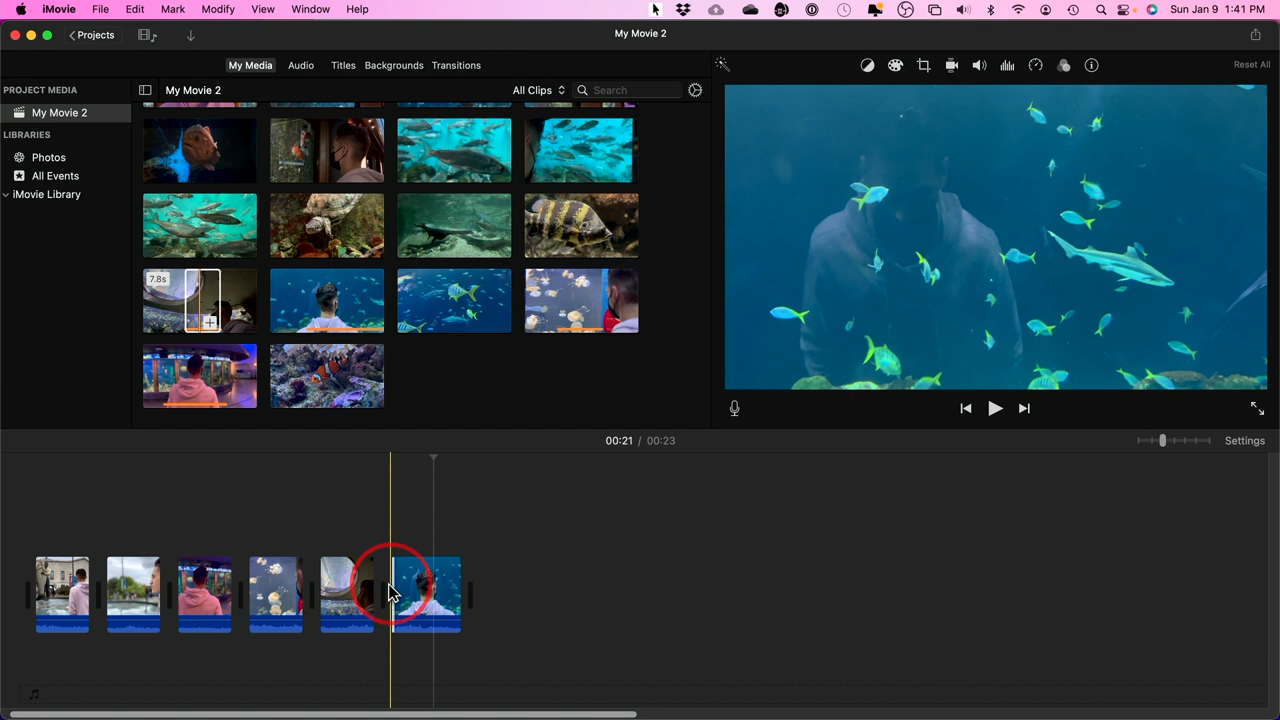 iMovie File Edit Mark Modify View Window Help Sun Jan 9 1:41 PM
Projects My Movie 2
My Media Audio Titles Backgrounds Transitions Reset All
PROJECT MEDIA My Movie 2 All Clips Search
My Movie 2
LIBRARIES
Photos
All Events
iMovie Library
7.8s
00:21 / 00:23 Settings